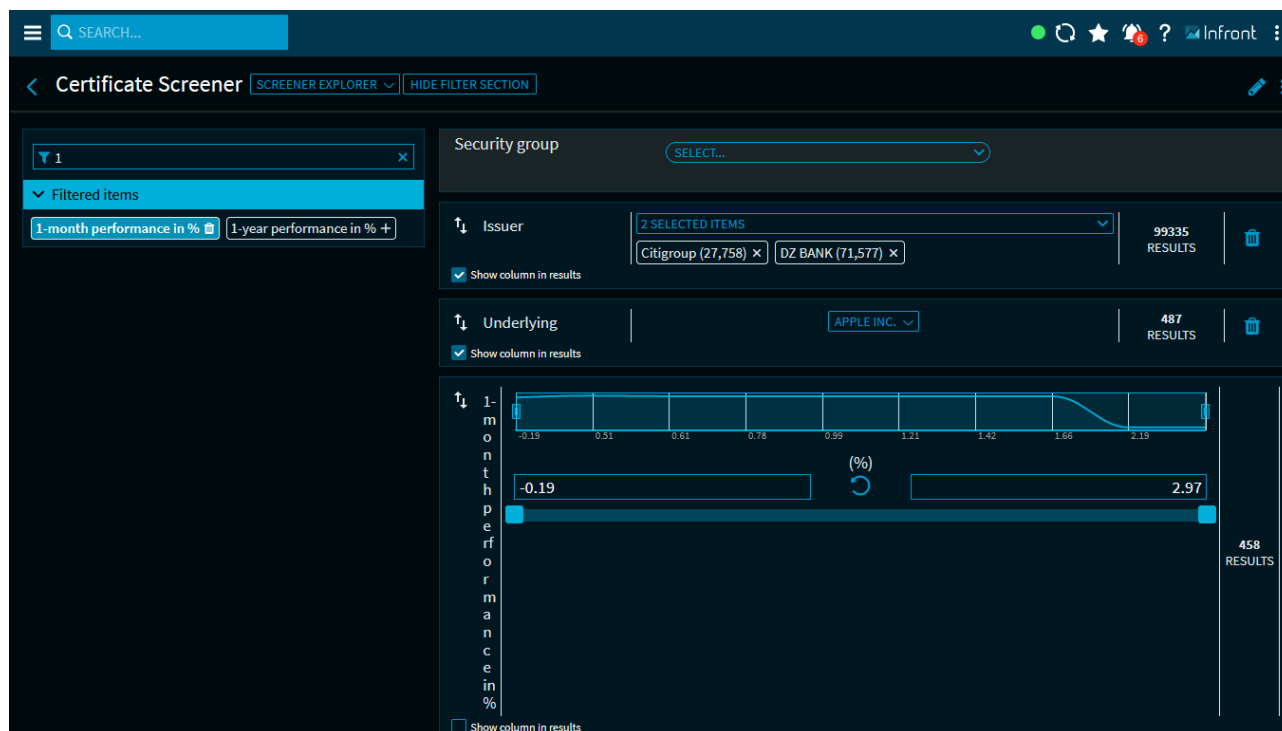 SEARCH...
6
?
Infront
Certificate Screener
SCREENER EXPLORER
HIDE FILTER SECTION
1
Filtered items
1-month performance in %
1-year performance in % +
Security group
SELECT...
Issuer
2 SELECTED ITEMS
Citigroup (27,758) ×
DZ BANK (71,577) ×
99335
RESULTS
Show column in results
Underlying
APPLE INC.
487
RESULTS
Show column in results
1-
m
o
n
t
h
p
e
rf
o
r
m
a
n
c
e
in
%
-0.19 0.51 0.61 0.78 0.99 1.21 1.42 1.66 2.19
(%)
-0.19
2.97
458
RESULTS
Show column in results